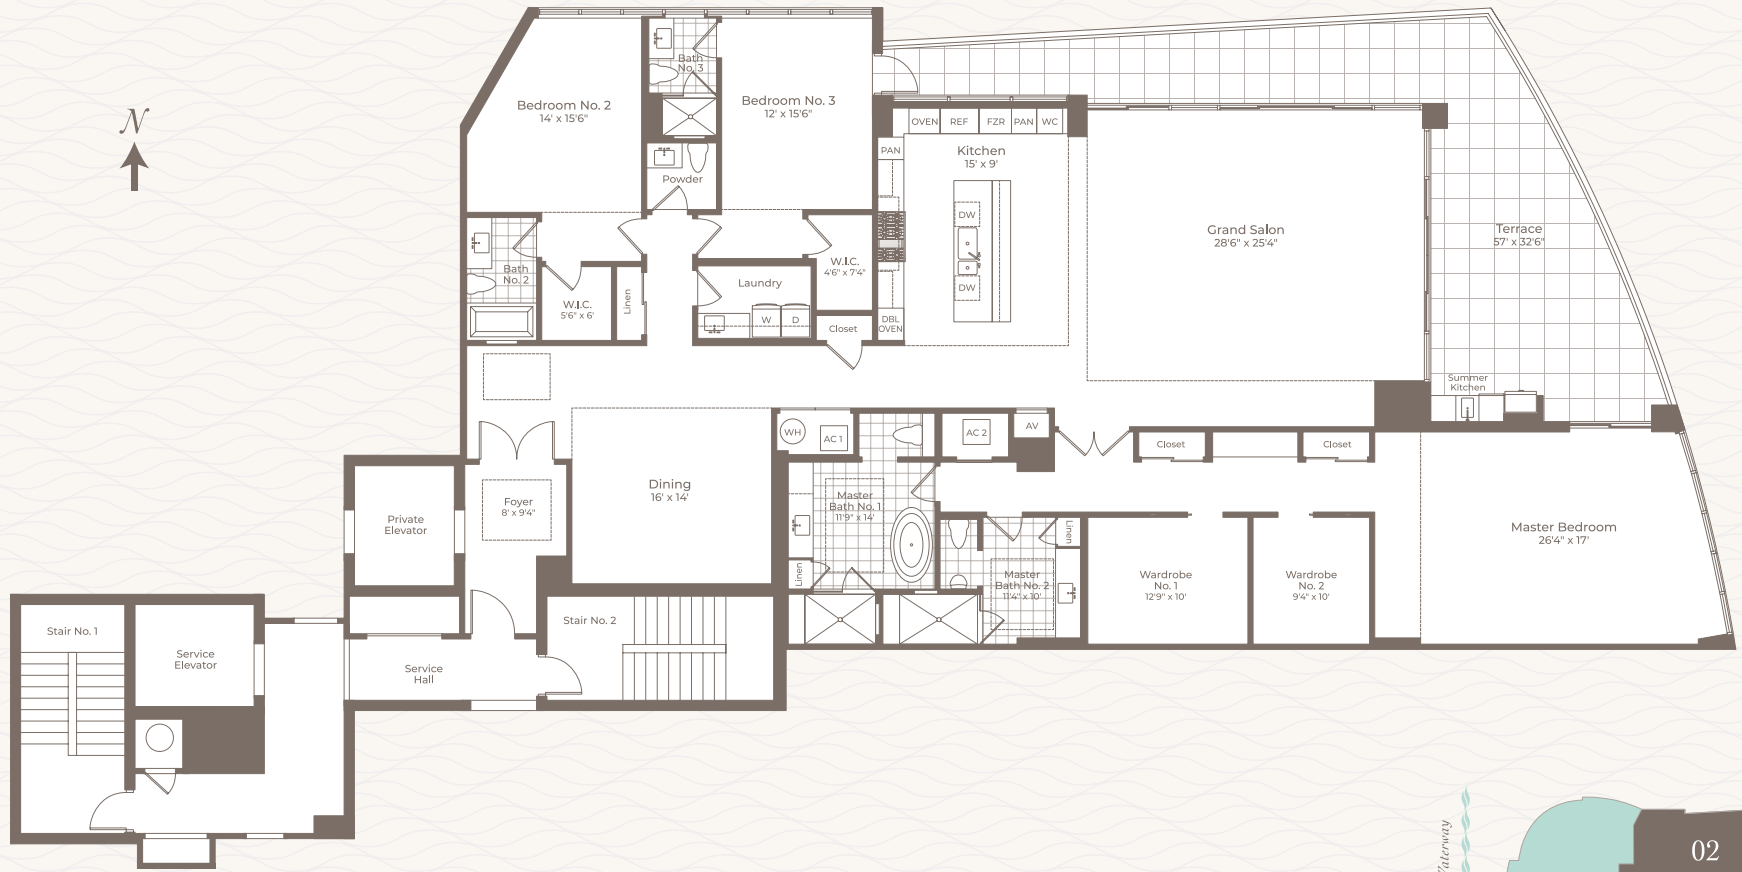 N
Bedroom No. 2
14' x 15'6"
Bath
No. 3
Bedroom No. 3
12' x 15'6"
Powder
Bath
No. 2
W.I.C.
5'6" x 6'
Linen
Laundry
W
D
W.I.C.
4'6" x 7'4"
Closet
OVEN
REF
FZR
PAN
WC
PAN
Kitchen
15' x 9'
DW
DW
DBL
OVEN
Grand Salon
28'6" x 25'4"
Terrace
57' x 32'6"
Summer
Kitchen
WH
AC 1
AC 2
AV
Closet
Closet
Dining
16' x 14'
Foyer
8' x 9'4"
Private
Elevator
Master
Bath No. 1
11'9" x 14'
Linen
Linen
Master
Bath No. 2
11'4" x 10'
Wardrobe
No. 1
12'9" x 10'
Wardrobe
No. 2
9'4" x 10'
Master Bedroom
26'4" x 17'
Stair No. 1
Service
Elevator
Service
Hall
Stair No. 2
02